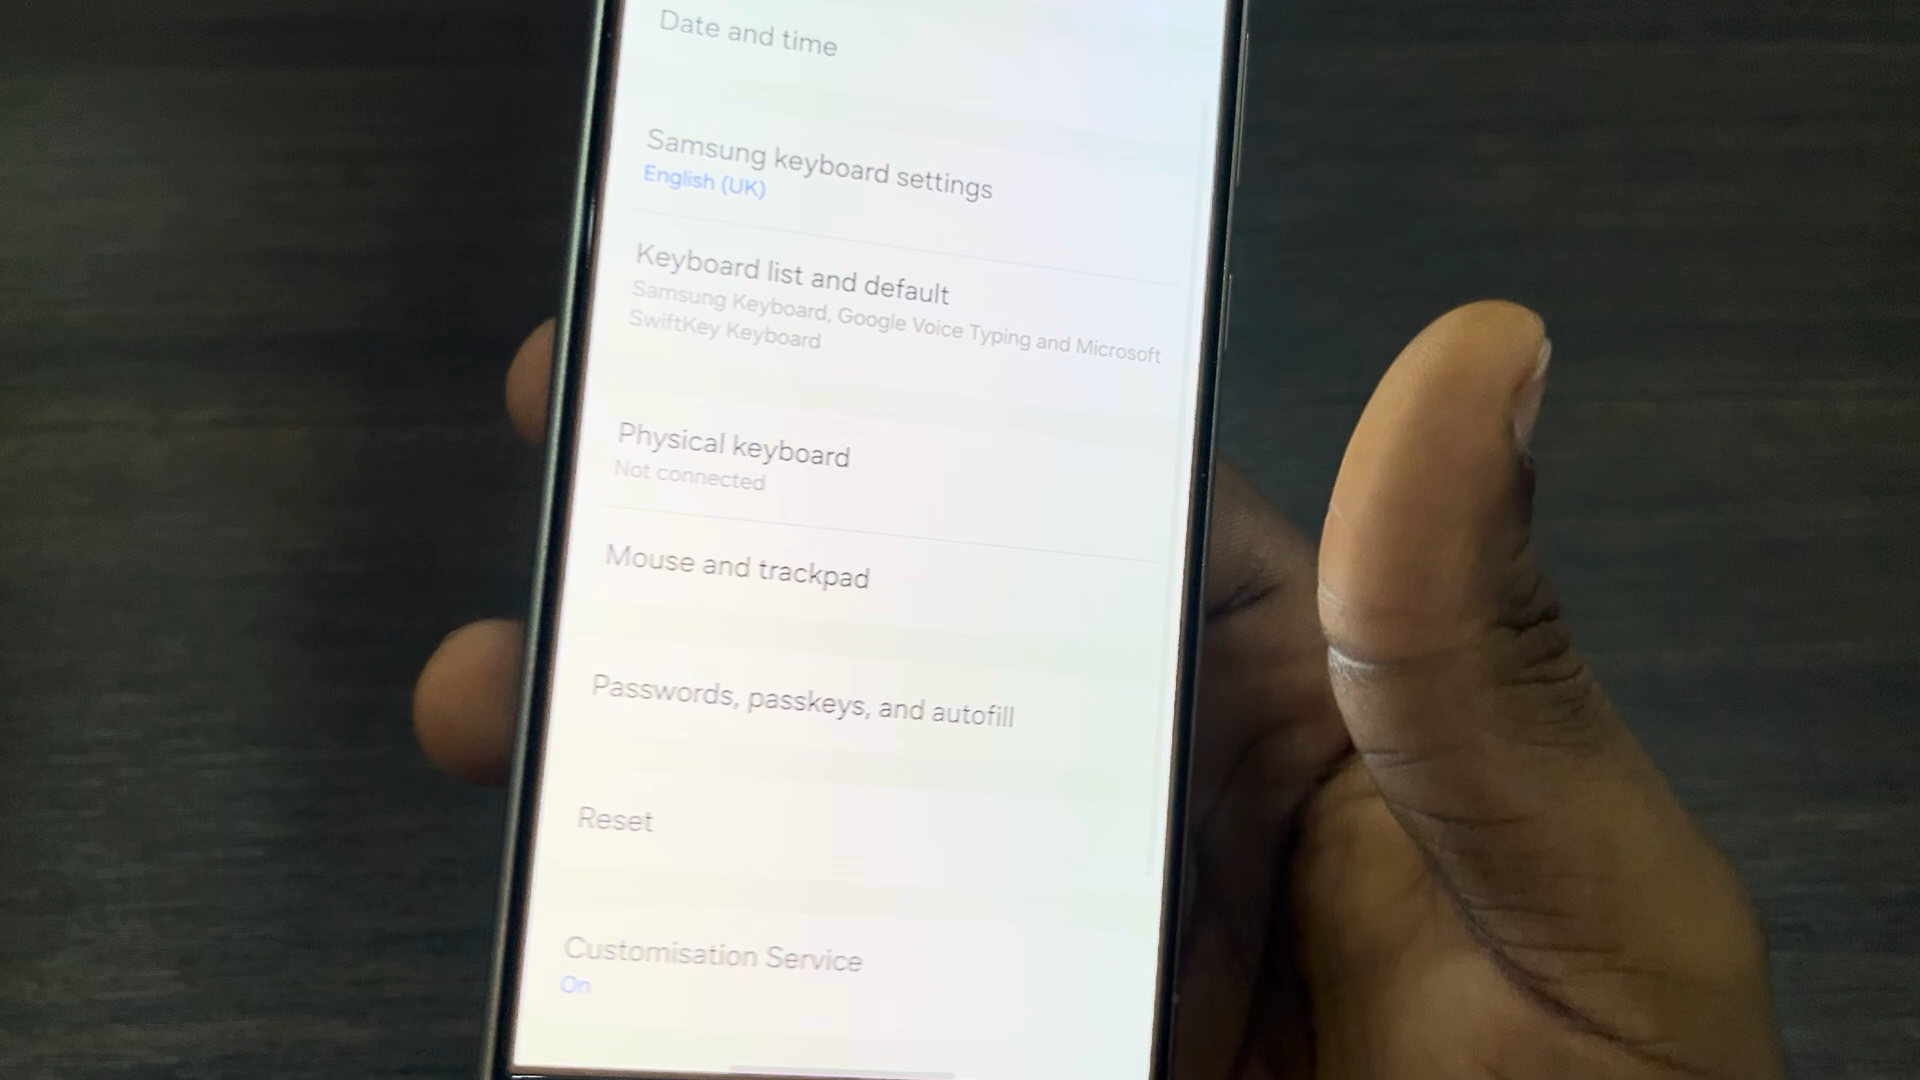 Date and time
Samsung keyboard settings
English (UK)
Keyboard list and default
Samsung Keyboard, Google Voice Typing and Microsoft
SwiftKey Keyboard
Physical keyboard
Not connected
Mouse and trackpad
Passwords, passkeys, and autofill
Reset
Customisation Service
On